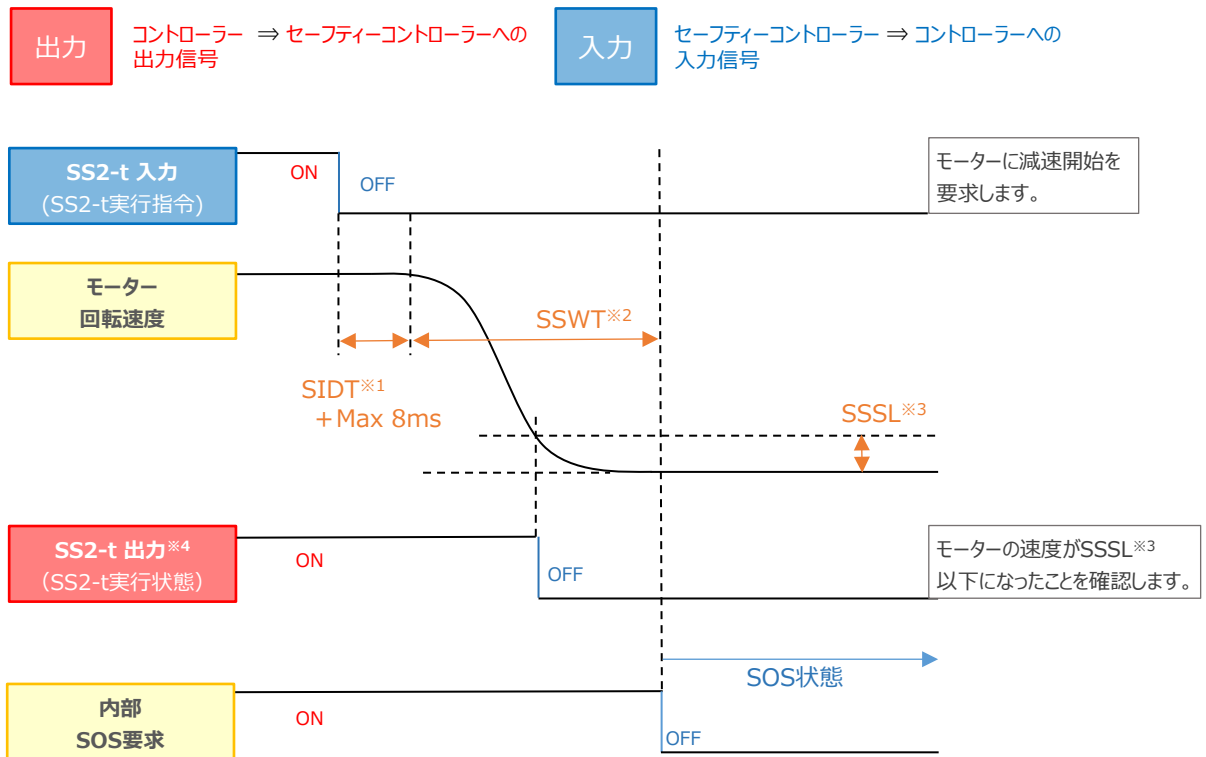 出力
コントローラー ⇒ セーフティーコントローラーへの
出力信号
入力
セーフティーコントローラー ⇒ コントローラーへの
入力信号
SS2-t 入力
(SS2-t実行指令)
ON
OFF
モーターに減速開始を
要求します。
モーター
回転速度
SSWT※2
SIDT※1
＋Max 8ms
SSSL※3
SS2-t 出力※4
（SS2-t実行状態）
ON
OFF
モーターの速度がSSSL※3
以下になったことを確認します。
SOS状態
内部
SOS要求
ON
OFF